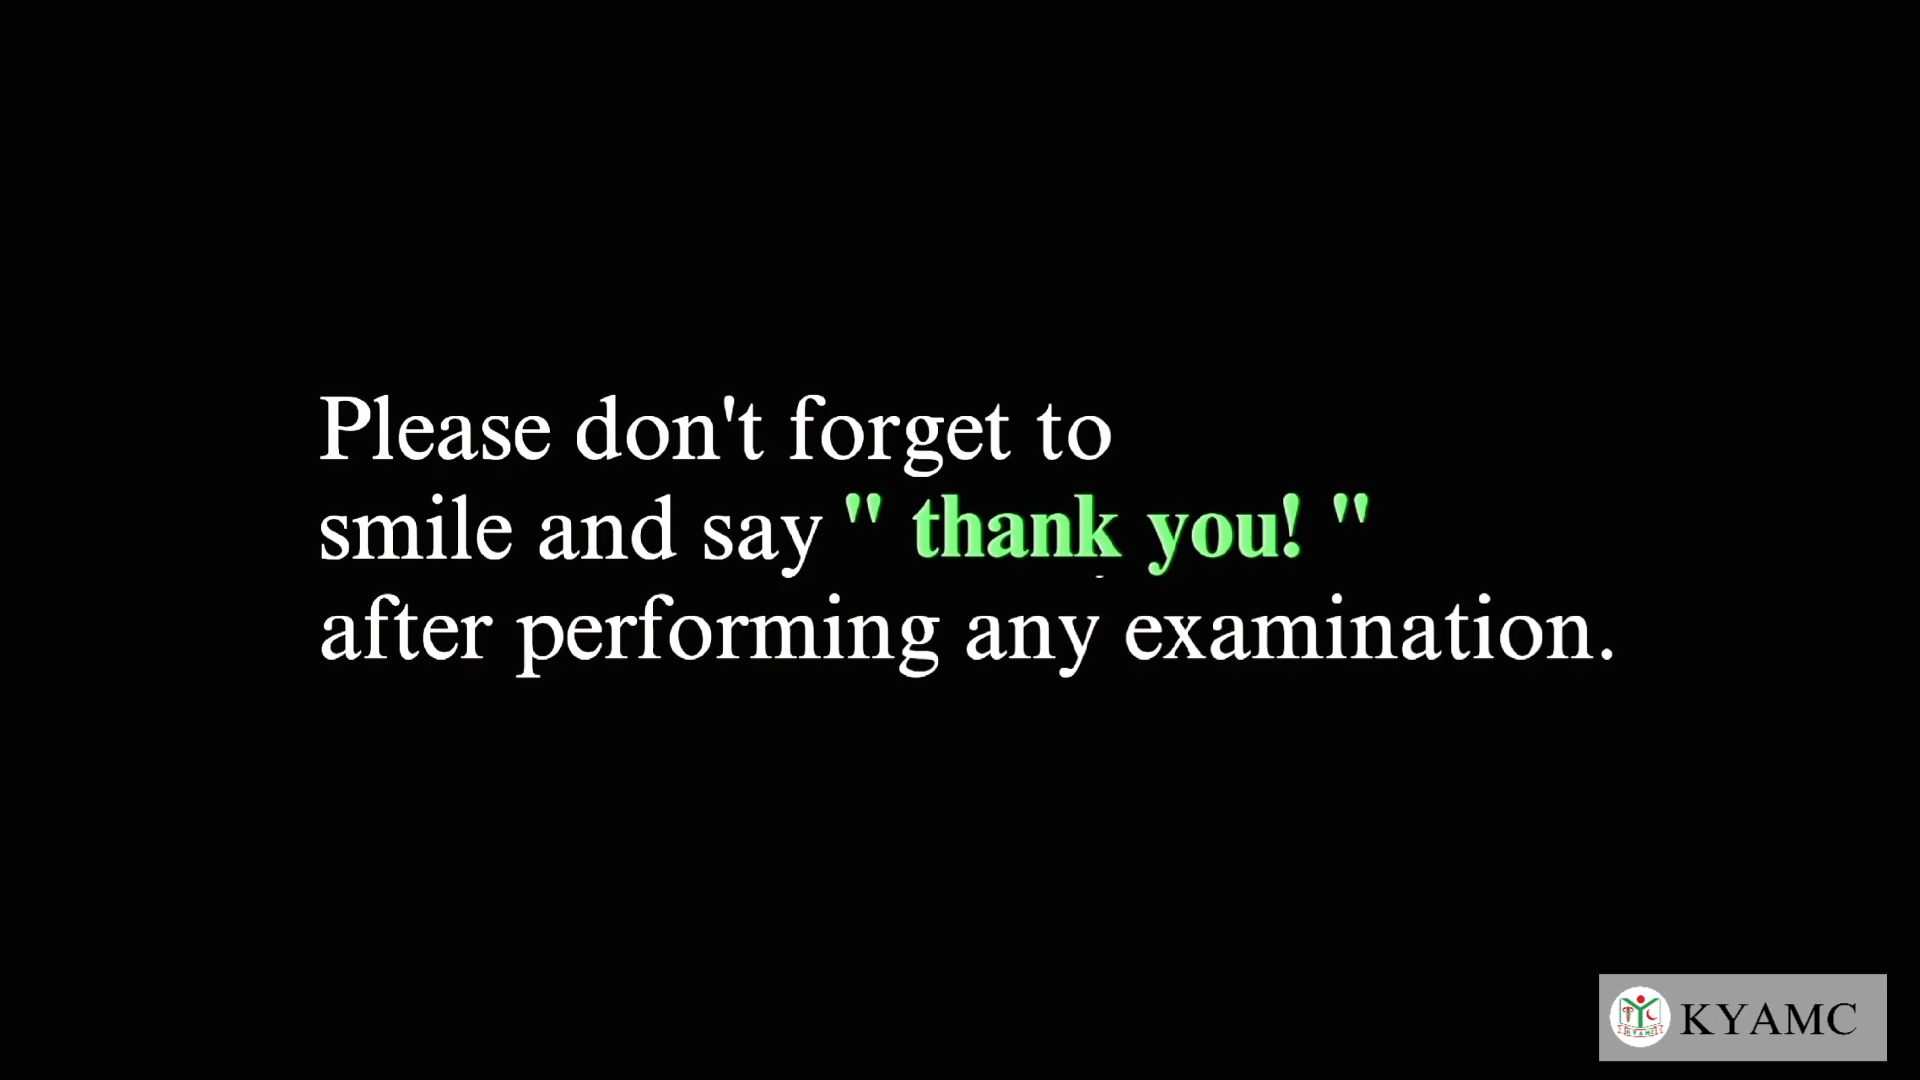 Please don't forget to
smile and say " thank you! "
after performing any examination.
KYAMC